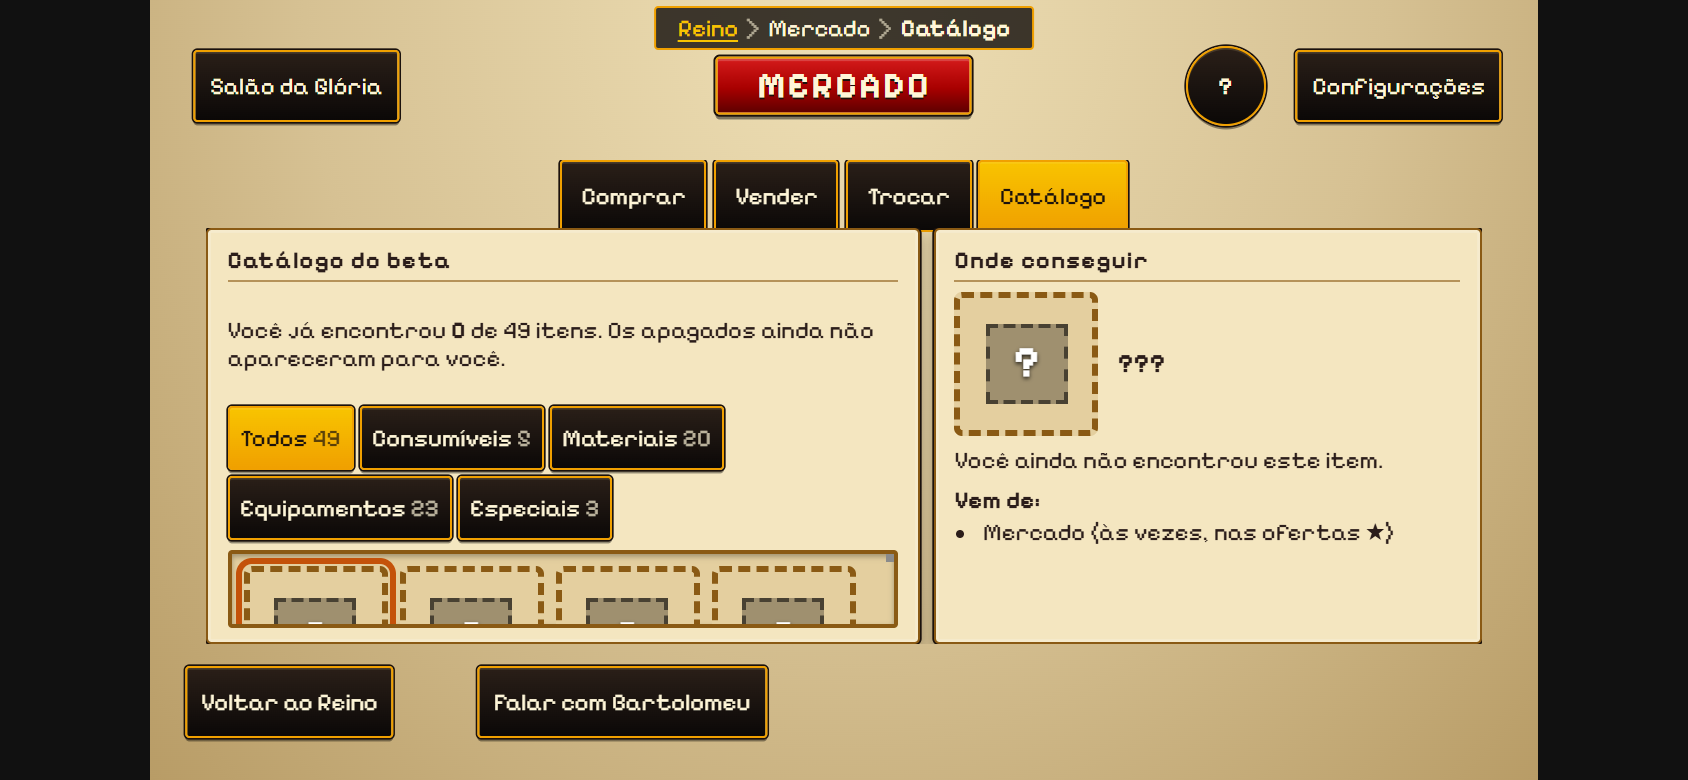 Reino > Mercado > Catálogo
Salão da Glória
MERCADO
?
Configurações
Comprar
Vender
Trocar
Catálogo
Catálogo do beta
Você já encontrou 0 de 49 itens. Os apagados ainda não
apareceram para você.
Todos 49
Consumíveis
Materiais 20
Equipamentos 23
Especiais 3
Onde conseguir
?
???
Você ainda não encontrou este item.
Vem de:
• Mercado (às vezes, nas ofertas ★)
Voltar ao Reino
Falar com Bartolomeu